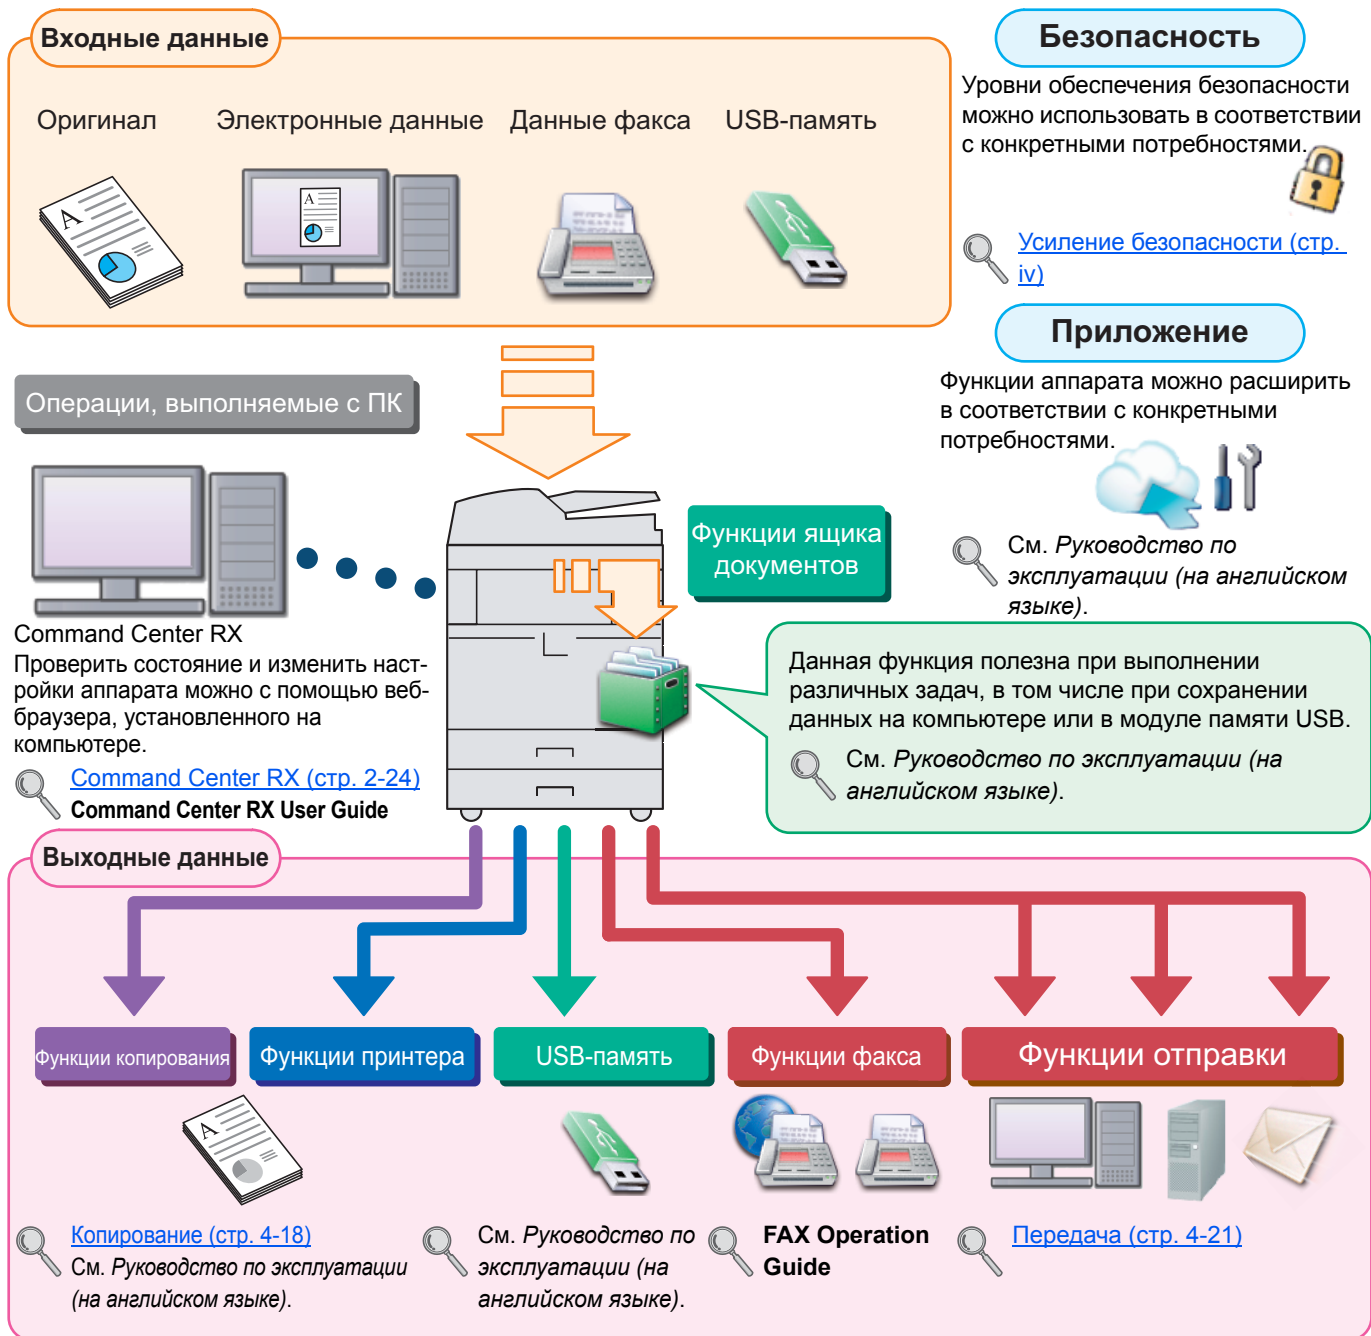 Входные данные
Оригинал
Электронные данные
Данные факса
USB-память
Безопасность
Уровни обеспечения безопасности
можно использовать в соответствии
с конкретными потребностями.
Усиление безопасности (стр.
iv)
Приложение
Функции аппарата можно расширить
в соответствии с конкретными
потребностями.
См. Руководство по
эксплуатации (на английском
языке).
Операции, выполняемые с ПК
Command Center RX
Проверить состояние и изменить наст-
ройки аппарата можно с помощью веб-
браузера, установленного на
компьютере.
Command Center RX (стр. 2-24)
Command Center RX User Guide
Функции ящика
документов
Данная функция полезна при выполнении
различных задач, в том числе при сохранении
данных на компьютере или в модуле памяти USB.
См. Руководство по эксплуатации (на
английском языке).
Выходные данные
Функции копирования
Функции принтера
USB-память
Функции факса
Функции отправки
Копирование (стр. 4-18)
См. Руководство по эксплуатации
(на английском языке).
См. Руководство по
эксплуатации (на
английском языке).
FAX Operation
Guide
Передача (стр. 4-21)